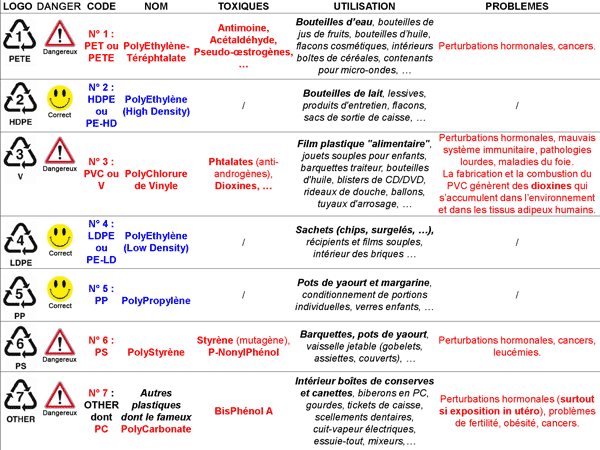 LOGO DANGER CODE NOM TOXIQUES UTILISATION PROBLEMES
1
PETE
Dangereux
N° 1 :
PET ou
PETE
PolyEthylène-
Téréphtalate
Antimoine,
Acétaldéhyde,
Pseudo-œstrogènes,
…
Bouteilles d'eau, bouteilles de
jus de fruits, bouteilles d'huile,
flacons cosmétiques, intérieurs
boîtes de céréales, contenants
pour micro-ondes, …
Perturbations hormonales, cancers.
2
HDPE
Correct
N° 2 :
HDPE
ou
PE-HD
PolyEthylène
(High Density)
/
Bouteilles de lait, lessives,
produits d'entretien, flacons,
sacs de sortie de caisse, …
/
3
V
Dangereux
N° 3 :
PVC ou
V
PolyChlorure
de Vinyle
Phtalates (anti-
androgènes),
Dioxines, …
Film plastique "alimentaire",
jouets souples pour enfants,
barquettes traiteur, bouteilles
d'huile, blisters de CD/DVD,
rideaux de douche, ballons,
tuyaux d'arrosage, …
Perturbations hormonales, mauvais
système immunitaire, pathologies
lourdes, maladies du foie.
La fabrication et la combustion du
PVC génèrent des dioxines qui
s'accumulent dans l'environnement
et dans les tissus adipeux humains.
4
LDPE
Correct
N° 4 :
LDPE
ou
PE-LD
PolyEthylène
(Low Density)
/
Sachets (chips, surgelés, …),
récipients et films souples,
intérieur des briques …
/
5
PP
Correct
N° 5 :
PP
PolyPropylène
/
Pots de yaourt et margarine,
conditionnement de portions
individuelles, verres enfants, …
/
6
PS
Dangereux
N° 6 :
PS
PolyStyrène
Styrène (mutagène),
P-NonylPhénol
Barquettes, pots de yaourt,
vaisselle jetable (gobelets,
assiettes, couverts), …
Perturbations hormonales, cancers,
leucémies.
7
OTHER
Dangereux
N° 7 :
OTHER
dont
PC
Autres
plastiques
dont le fameux
PolyCarbonate
BisPhénol A
Intérieur boîtes de conserves
et canettes, biberons en PC,
gourdes, tickets de caisse,
scellements dentaires,
cuit-vapeur électriques,
essuie-tout, mixeurs,…
Perturbations hormonales (surtout
si exposition in utéro), problèmes
de fertilité, obésité, cancers.